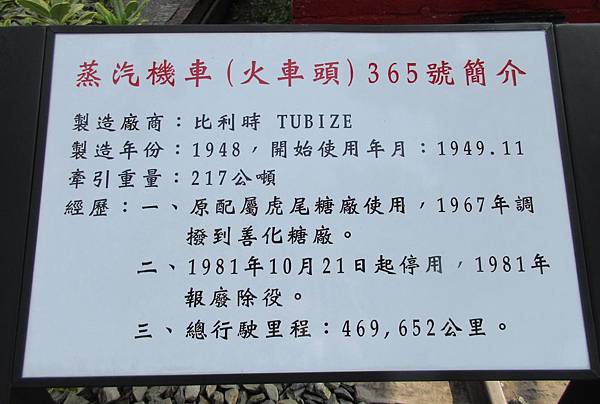 蒸汽機車(火車頭)365號簡介
製造廠商：比利時 TUBIZE
製造年份：1948，開始使用年月：1949.11
牽引重量：217公噸
經歷：一、原配屬虎尾糖廠使用，1967年調
撥到善化糖廠。
二、1981年10月21日起停用，1981年
報廢除役。
三、總行駛里程：469,652公里。